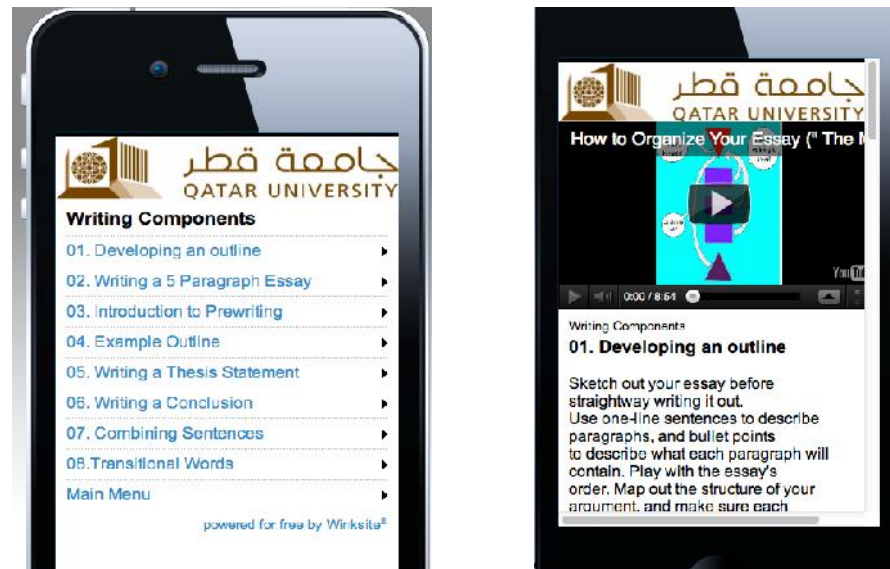 جامعة قطر
QATAR UNIVERSITY
Writing Components
01. Developing an outline
02. Writing a 5 Paragraph Essay
03. Introduction to Prewriting
04. Example Outline
05. Writing a Thesis Statement
06. Writing a Conclusion
07. Combining Sentences
08.Transitional Words
Main Menu
powered for free by Winksite
جامعة قطر
QATAR UNIVERSITY
How to Organize Your Essay (" The M
You
0:00 / 8:54
Writing Components
01. Developing an outline
Sketch out your essay before
straightway writing it out.
Use one-line sentences to describe
paragraphs, and bullet points
to describe what each paragraph will
contain. Play with the essay's
order. Map out the structure of your
argument, and make sure each